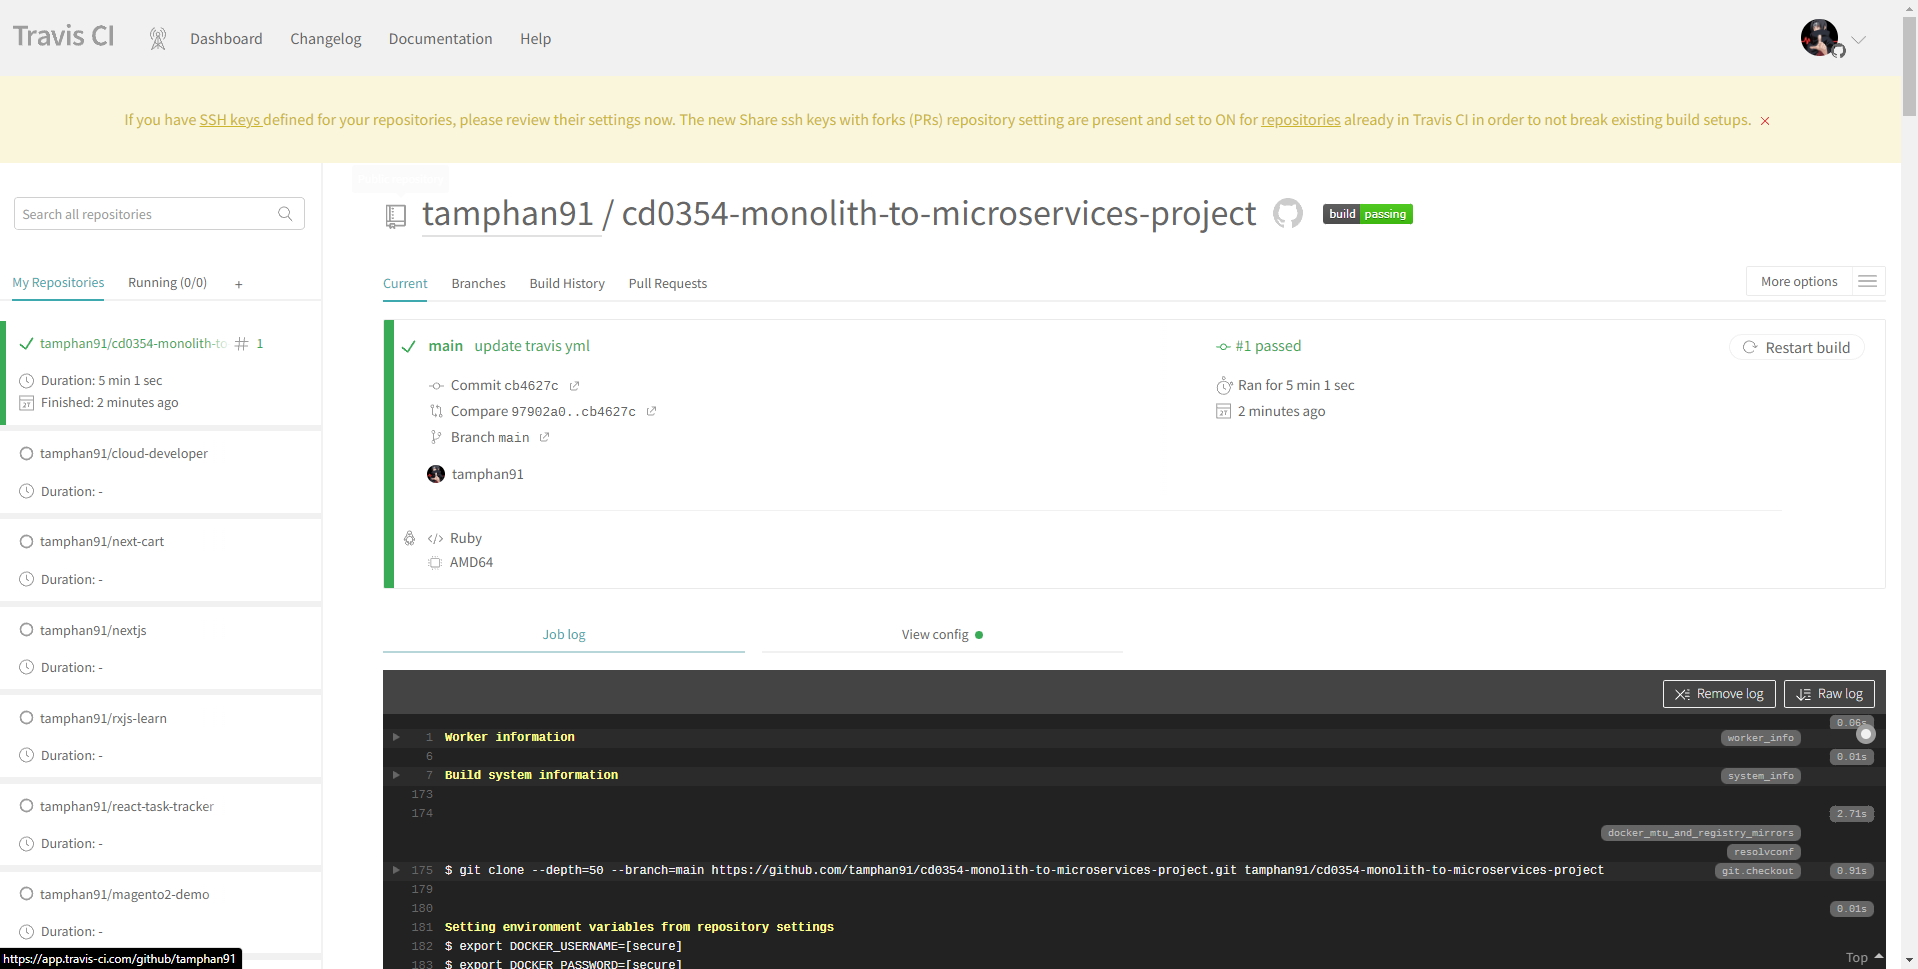 Travis CI
Dashboard
Changelog
Documentation
Help
If you have SSH keys defined for your repositories, please review their settings now. The new Share ssh keys with forks (PRs) repository setting are present and set to ON for repositories already in Travis CI in order to not break existing build setups.
Search all repositories
My Repositories
Running (0/0)
+
tamphan91/cd0354-monolith-to
# 1
Duration: 5 min 1 sec
Finished: 2 minutes ago
tamphan91/cloud-developer
Duration: -
tamphan91/next-cart
Duration: -
tamphan91/nextjs
Duration: -
tamphan91/rxjs-learn
Duration: -
tamphan91/react-task-tracker
Duration: -
tamphan91/magento2-demo
Duration: -
https://app.travis-ci.com/github/tamphan91
tamphan91 / cd0354-monolith-to-microservices-project
build passing
Current
Branches
Build History
Pull Requests
More options
main update travis yml
#1 passed
Restart build
Commit cb4627c
Ran for 5 min 1 sec
Compare 97902a0..cb4627c
2 minutes ago
Branch main
tamphan91
</> Ruby
AMD64
Job log
View config
Remove log
Raw log
0.06s
1 Worker information worker_info
6 0.01s
7 Build system information system_info
173
174 2.71s
docker_mtu_and_registry_mirrors
resolvconf
175 $ git clone --depth=50 --branch=main https://github.com/tamphan91/cd0354-monolith-to-microservices-project.git tamphan91/cd0354-monolith-to-microservices-project git.checkout 0.91s
179
180 0.01s
181 Setting environment variables from repository settings
182 $ export DOCKER_USERNAME=[secure]
183 $ export DOCKER_PASSWORD=[secure]
Top